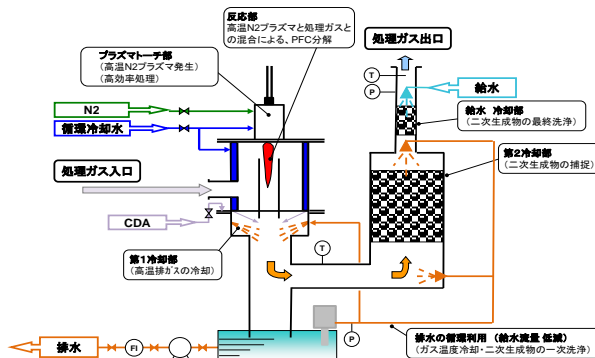 反応部
高温N2プラズマと処理ガスと
の混合による、PFC分解
処理ガス出口
プラズマトーチ部
(高温N2プラズマ発生)
(高効率処理)
T
P
給水
N2
給水 冷却部
(二次生成物の最終洗浄)
循環冷却水
第2冷却部
(二次生成物の捕捉)
処理ガス入口
CDA
第1冷却部
(高温排ガスの冷却)
T
排水
FI
P
排水の循環利用 (給水流量 低減)
(ガス温度冷却・二次生成物の一次洗浄)